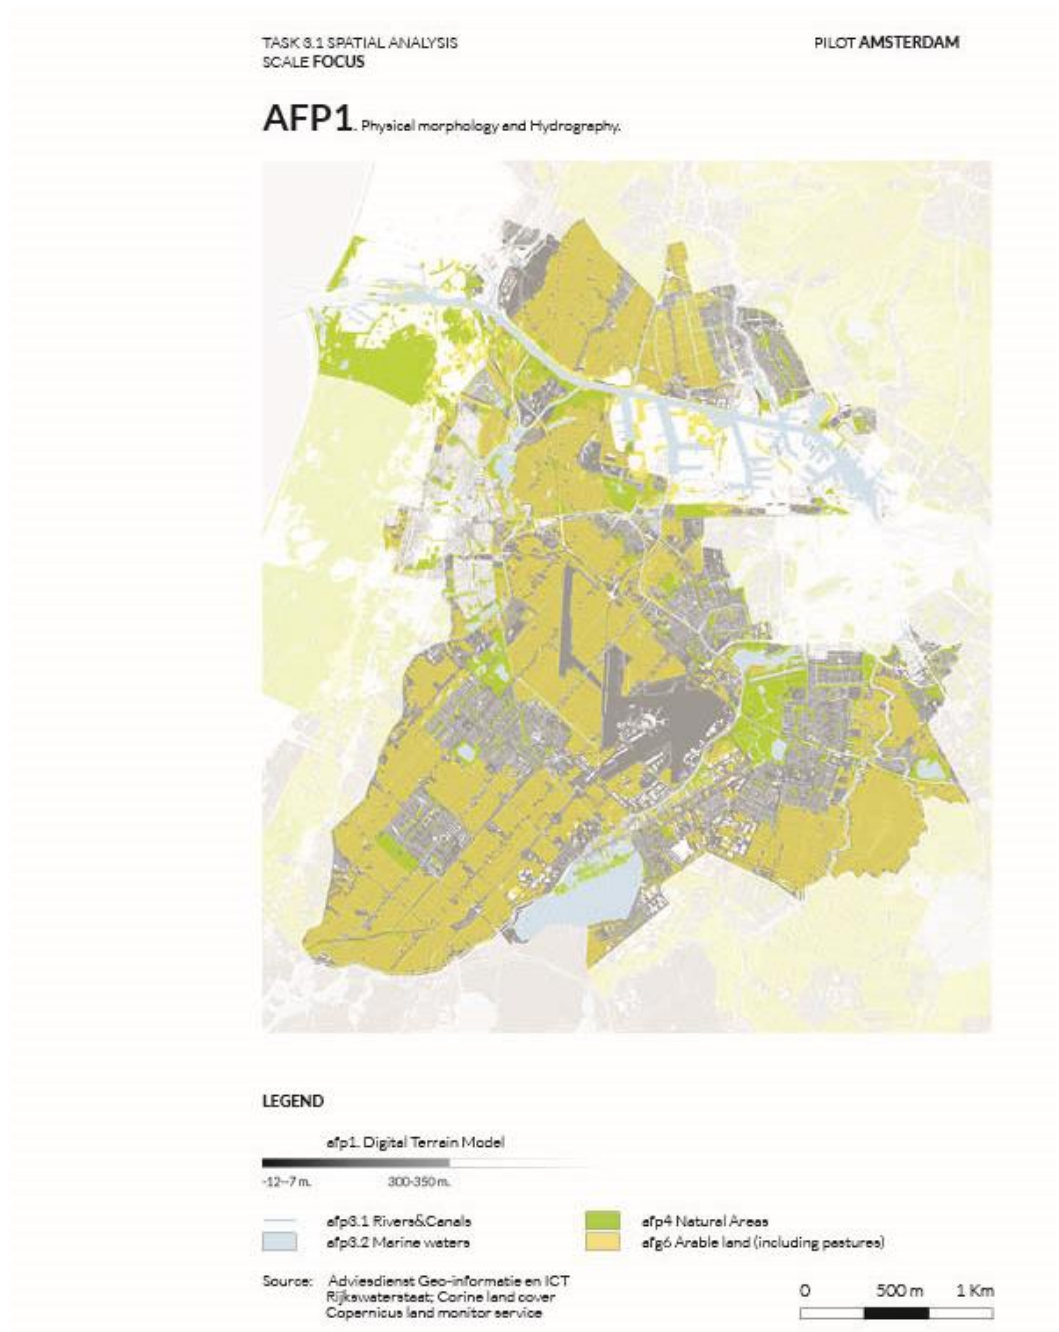 TASK 3.1 SPATIAL ANALYSIS
SCALE FOCUS
PILOT AMSTERDAM
AFP1. Physical morphology and Hydrography.
LEGEND
afp1. Digital Terrain Model
-12--7 m.
300-350 m.
afp3.1 Rivers&Canals
afp3.2 Marine waters
afp4 Natural Areas
afg6 Arable land (including pastures)
Source: Adviesdienst Geo-informatie en ICT
Rijkswaterstaat; Corine land cover
Copernicus land monitor service
0 500 m 1 Km